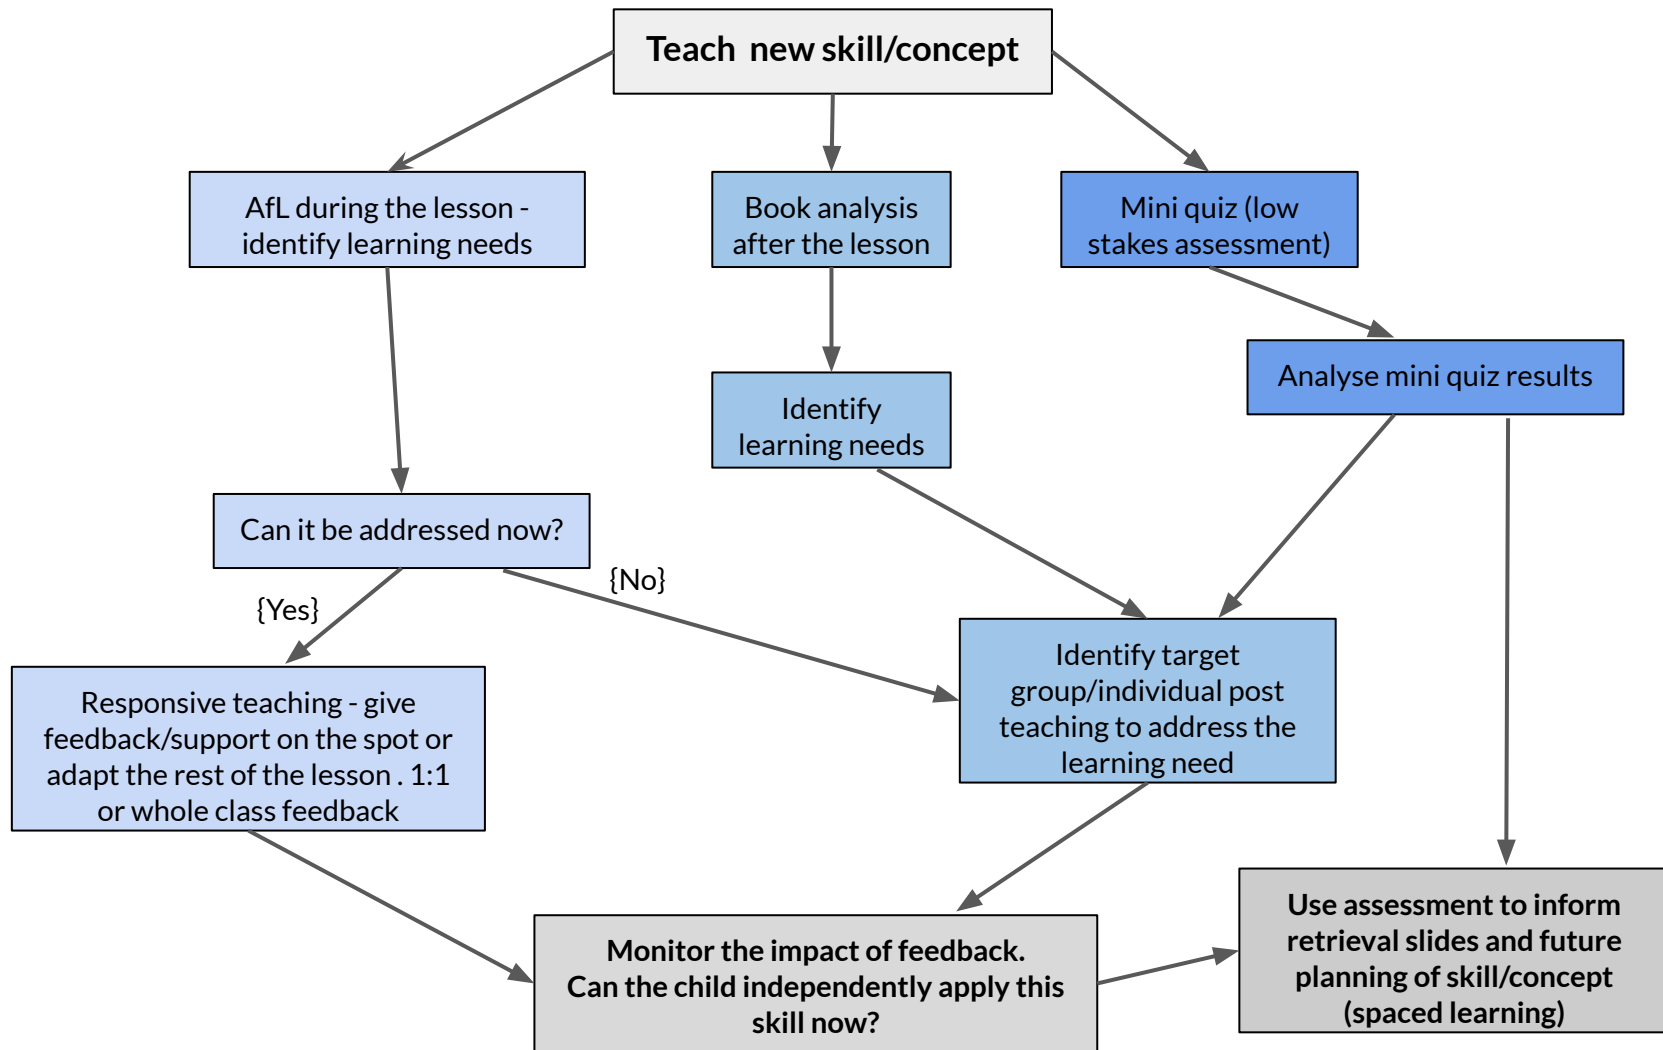 Teach new skill/concept
AfL during the lesson -
identify learning needs
Book analysis
after the lesson
Mini quiz (low
stakes assessment)
Analyse mini quiz results
Identify
learning needs
Can it be addressed now?
{Yes}
{No}
Responsive teaching - give
feedback/support on the spot or
adapt the rest of the lesson . 1:1
or whole class feedback
Identify target
group/individual post
teaching to address the
learning need
Monitor the impact of feedback.
Can the child independently apply this
skill now?
Use assessment to inform
retrieval slides and future
planning of skill/concept
(spaced learning)